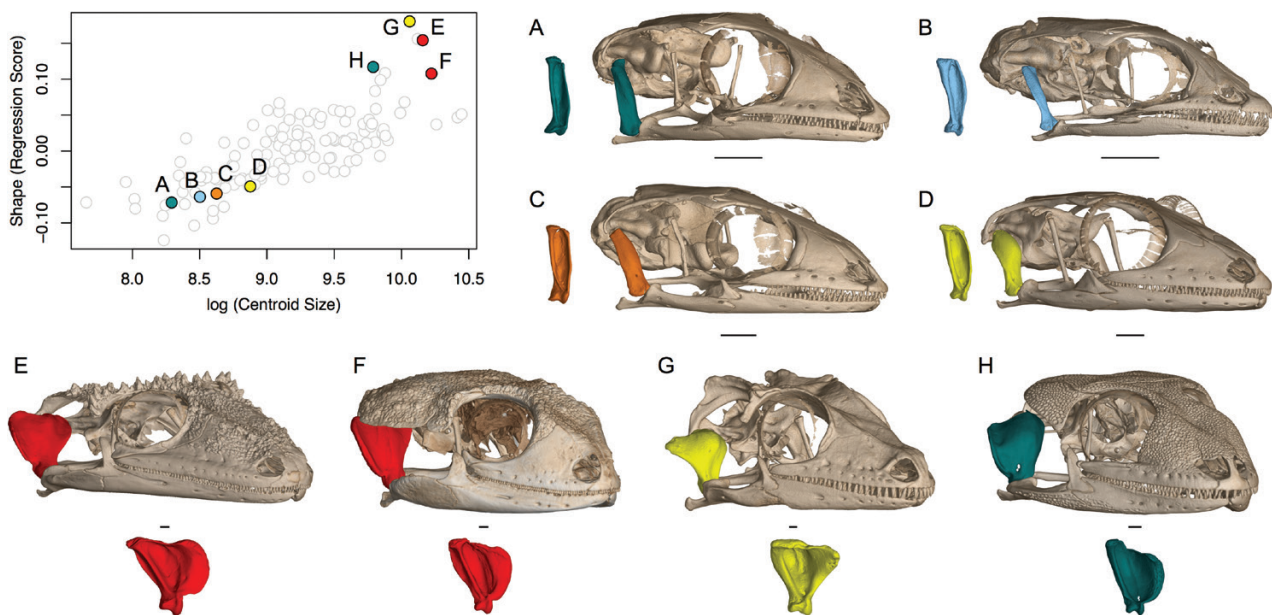 G
E
H
F
0.10
0.00
−0.10
Shape (Regression Score)
A
B
C
D
8.0 8.5 9.0 9.5 10.0 10.5
log (Centroid Size)
A
B
C
D
E
F
G
H